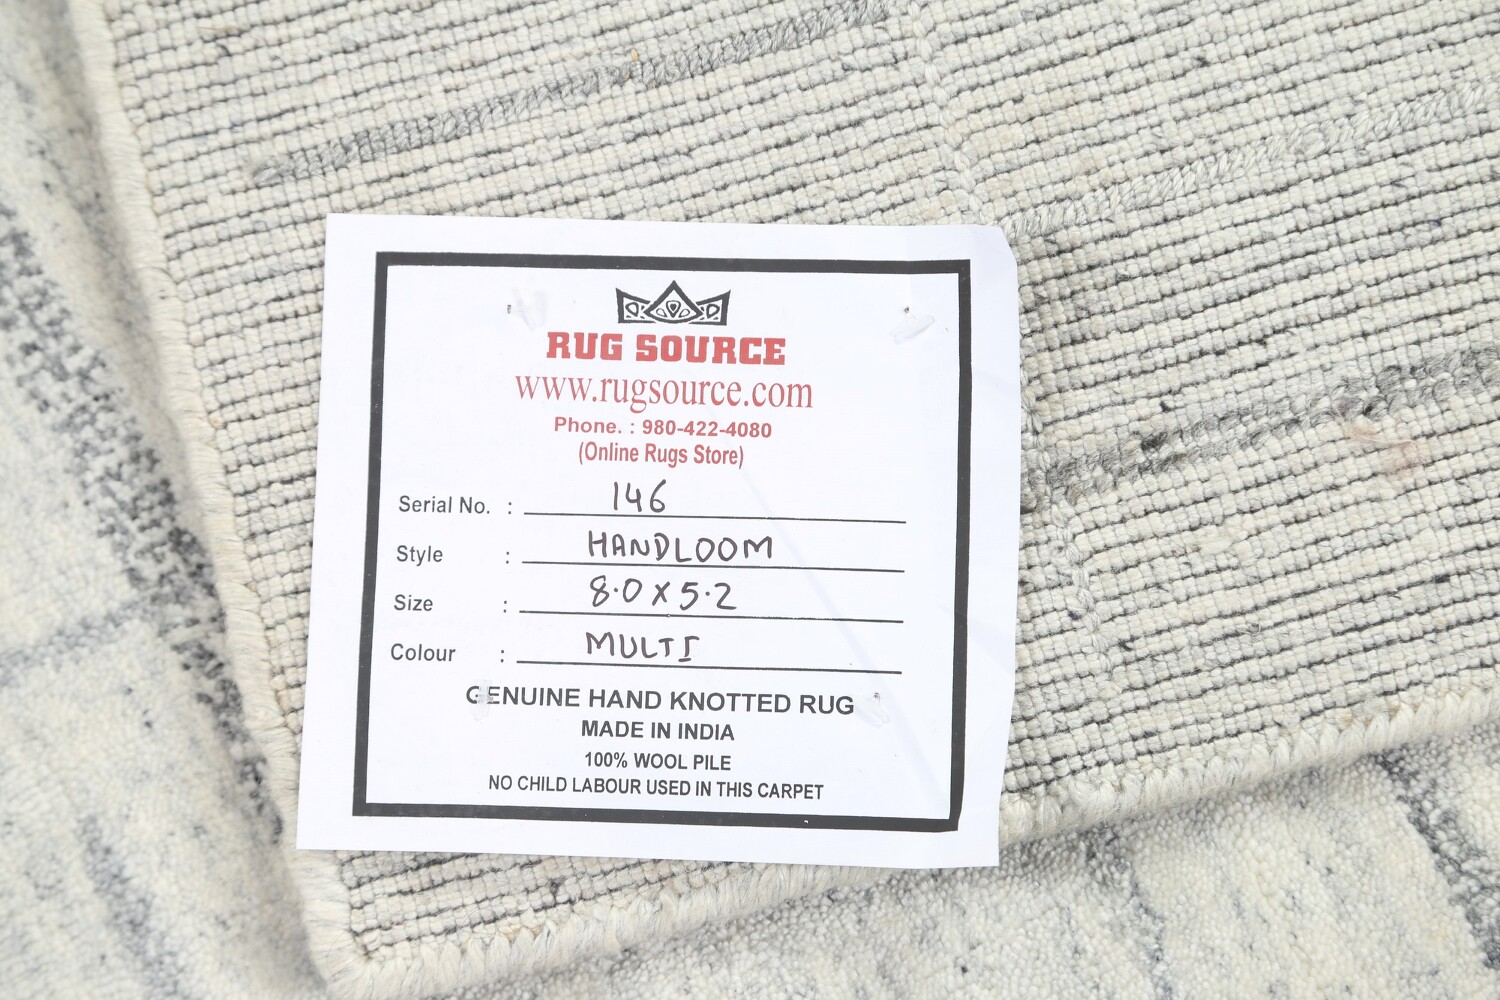 RUG SOURCE
www.rugsource.com
Phone. : 980-422-4080
(Online Rugs Store)
Serial No. : 146
Style : HANDLOOM
Size : 8.0 X 5.2
Colour : MULTI
GENUINE HAND KNOTTED RUG
MADE IN INDIA
100% WOOL PILE
NO CHILD LABOUR USED IN THIS CARPET